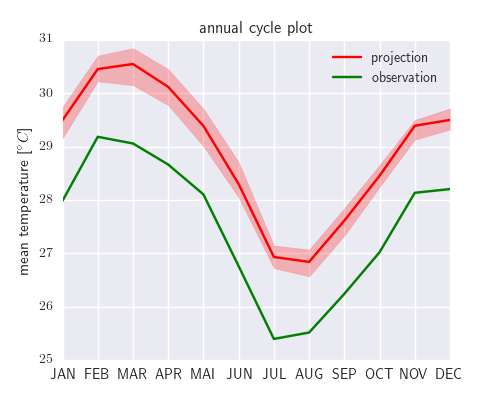 annual cycle plot
projection
observation
mean temperature [°C]
31
30
29
28
27
26
25
JAN FEB MAR APR MAI JUN JUL AUG SEP OCT NOV DEC